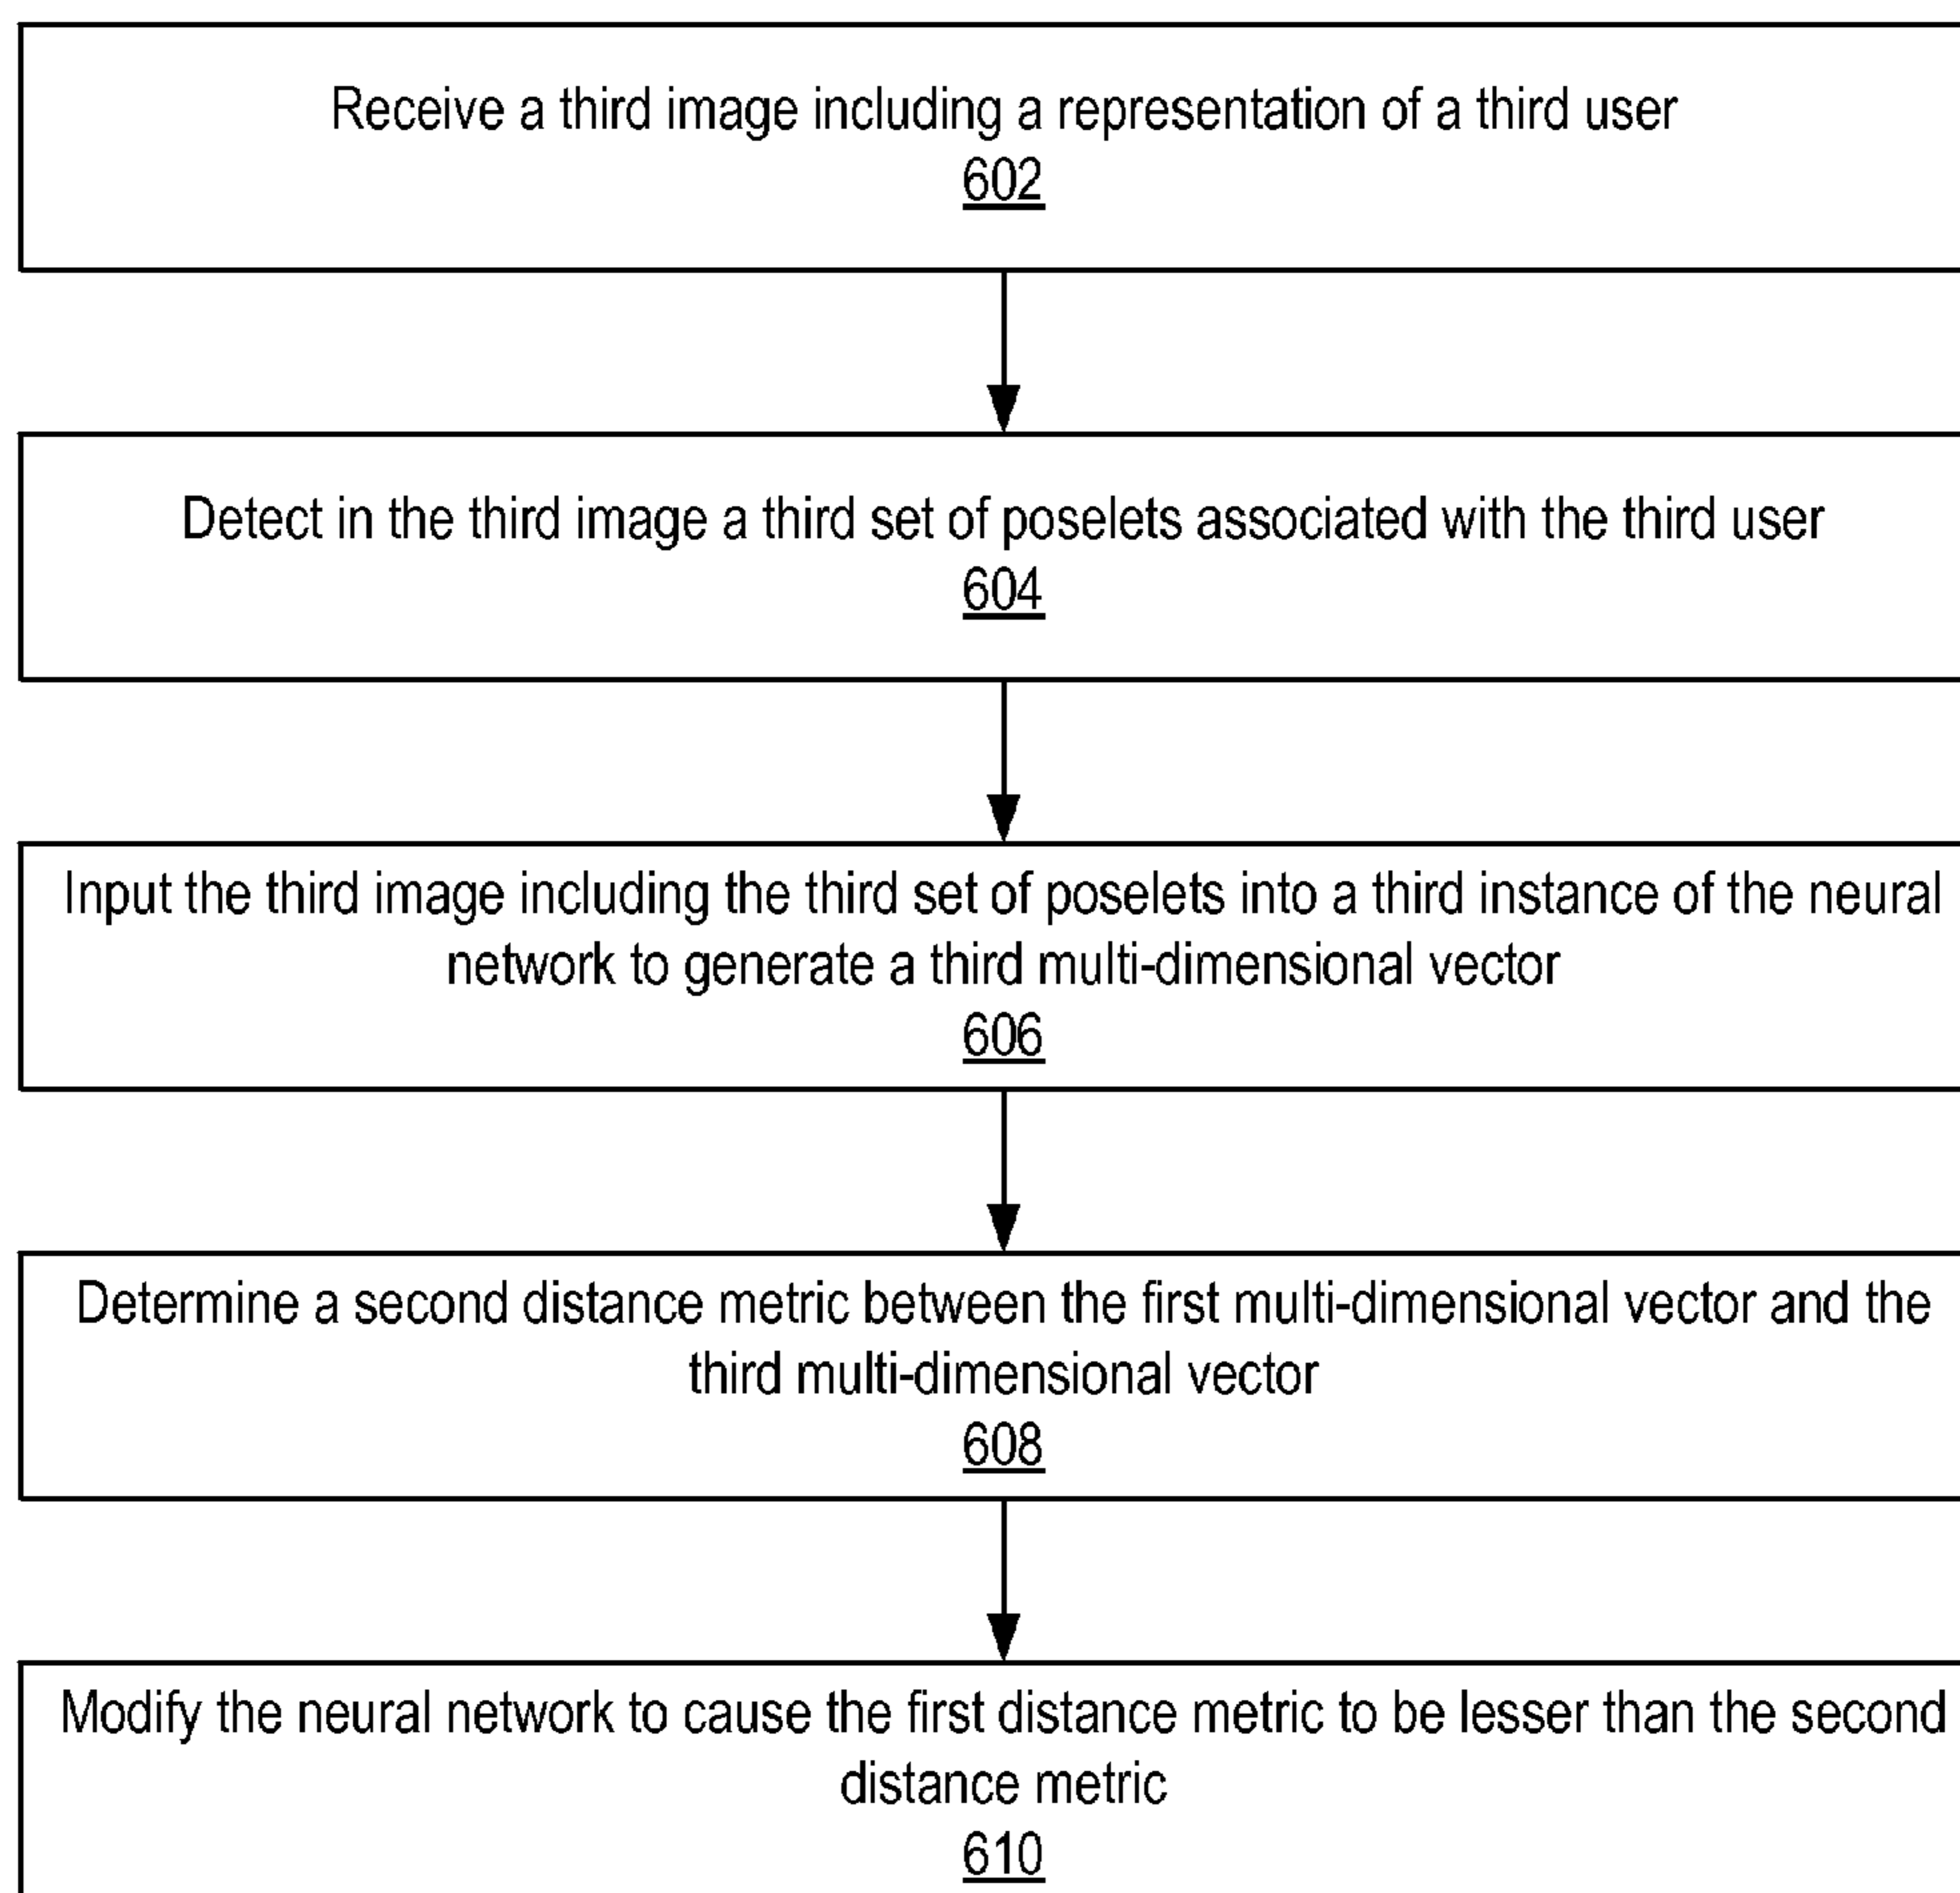 Receive a third image including a representation of a third user
602
Detect in the third image a third set of poselets associated with the third user
604
Input the third image including the third set of poselets into a third instance of the neural
network to generate a third multi-dimensional vector
606
Determine a second distance metric between the first multi-dimensional vector and the
third multi-dimensional vector
608
Modify the neural network to cause the first distance metric to be lesser than the second
distance metric
610